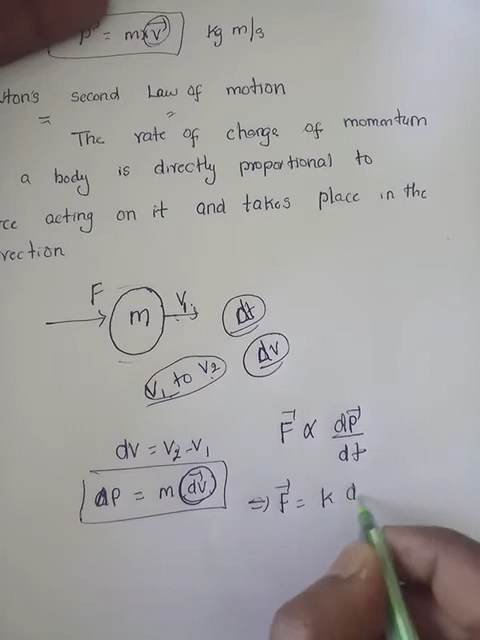 P⃗ = m×v⃗ kg m/s
uton's second Law of motion
The rate of change of momentum
a body is directly proportional to
rce acting on it and takes place in the
rection
F m V₁ dt
dv
V₁ to V₂
dv = V₂-V₁
F⃗ ∝ dP⃗/dt
dp = m dv⃗
⇒ F⃗ = K d